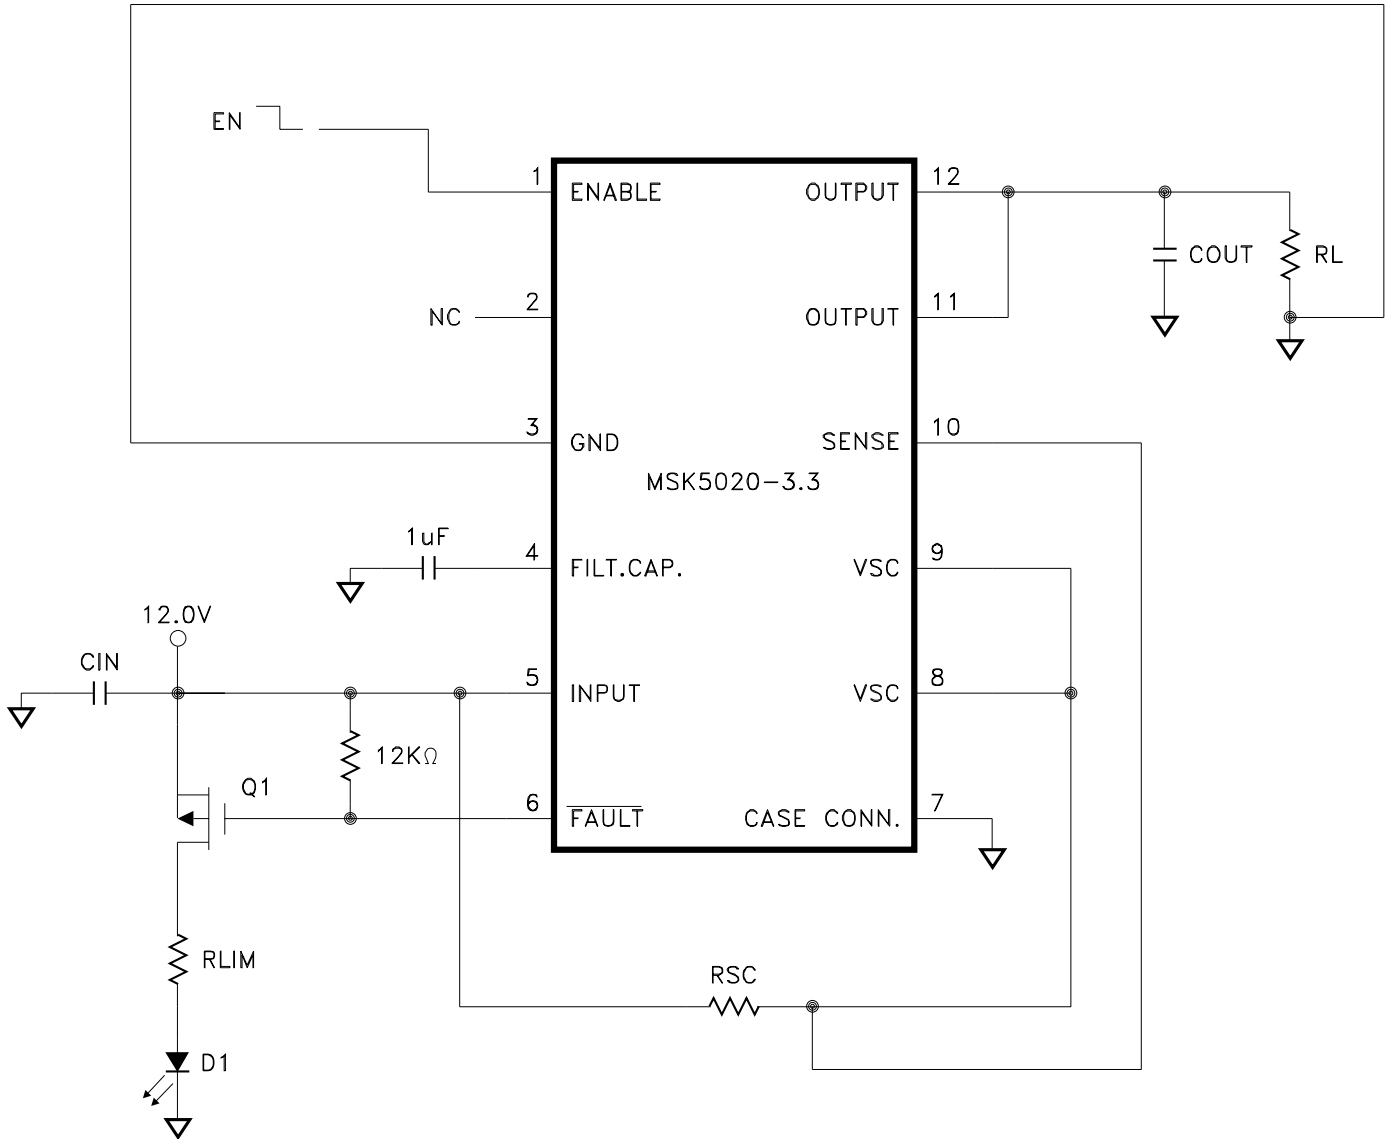 EN
1 ENABLE OUTPUT 12
COUT RL
NC 2 OUTPUT 11
3 GND SENSE 10
MSK5020-3.3
1uF 4 FILT.CAP. VSC 9
12.0V
CIN
5 INPUT VSC 8
12KΩ
Q1
6 FAULT CASE CONN. 7
RLIM
RSC
D1